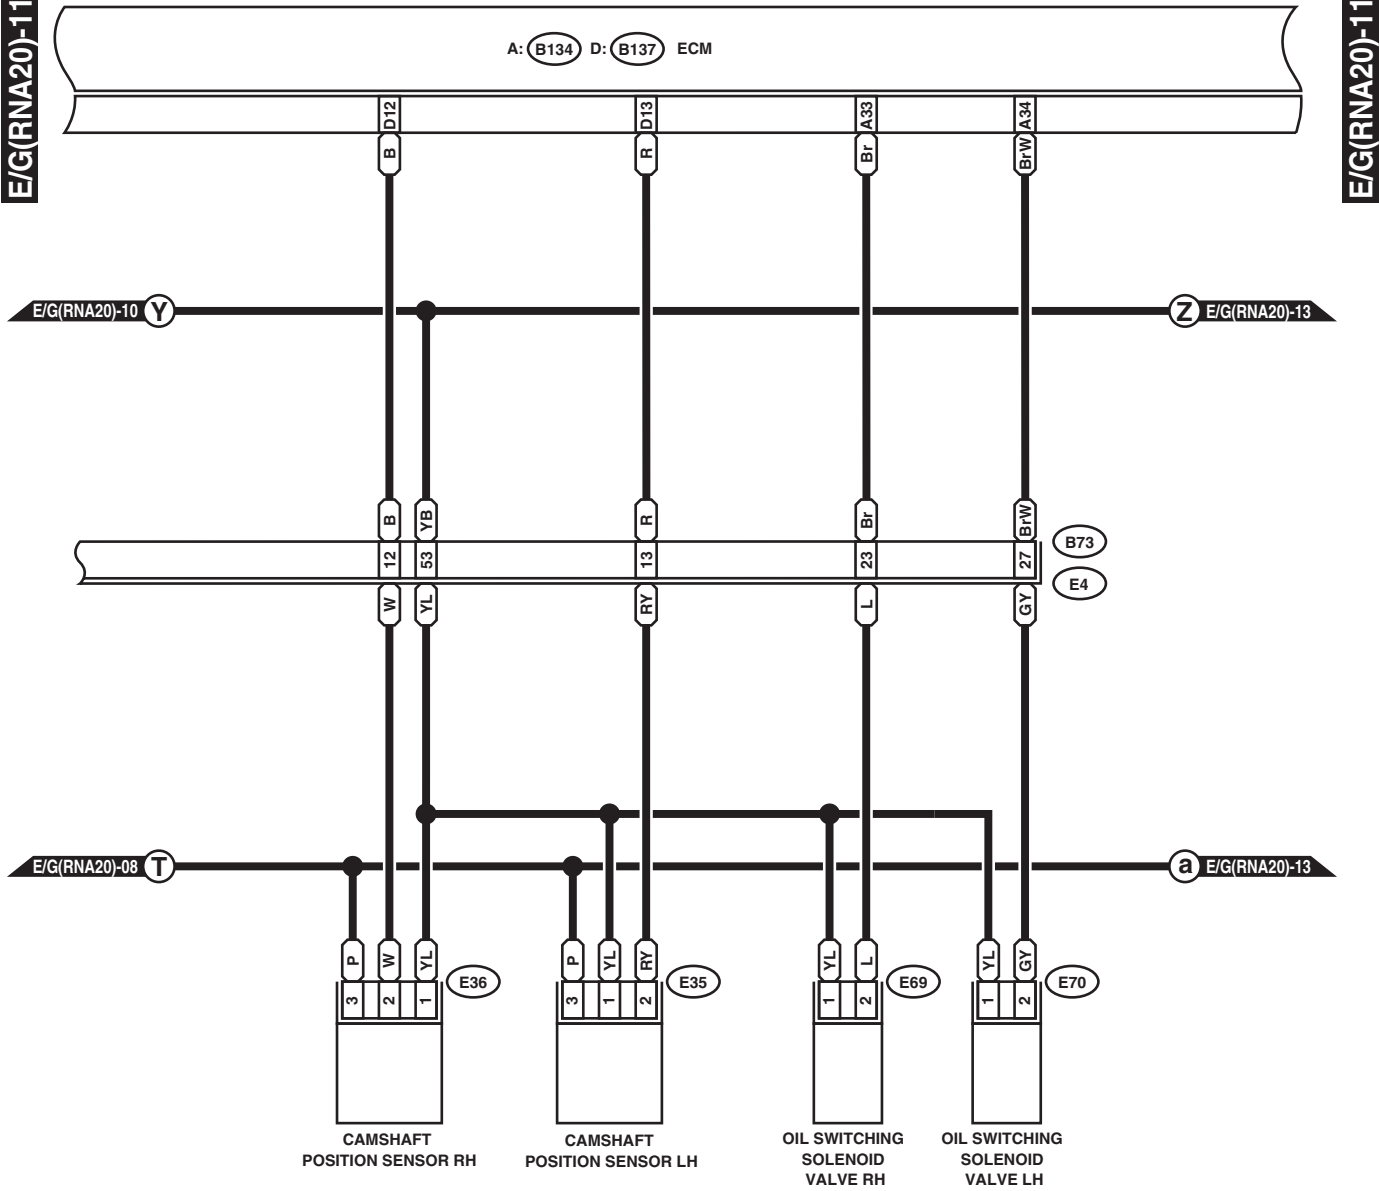 E/G(RNA20)-11
E/G(RNA20)-11
A: B134 D: B137 ECM
D12 D13 A33 A34
B R Br BrW
E/G(RNA20)-10 Y
Z E/G(RNA20)-13
B YB R Br BrW
B73
12 53 13 23 27
E4
W YL RY L GY
E/G(RNA20)-08 T
a E/G(RNA20)-13
P W YL P YL RY YL L YL GY
E36 E35 E69 E70
3 2 1 3 1 2 1 2 1 2
CAMSHAFT
POSITION SENSOR RH
CAMSHAFT
POSITION SENSOR LH
OIL SWITCHING
SOLENOID
VALVE RH
OIL SWITCHING
SOLENOID
VALVE LH